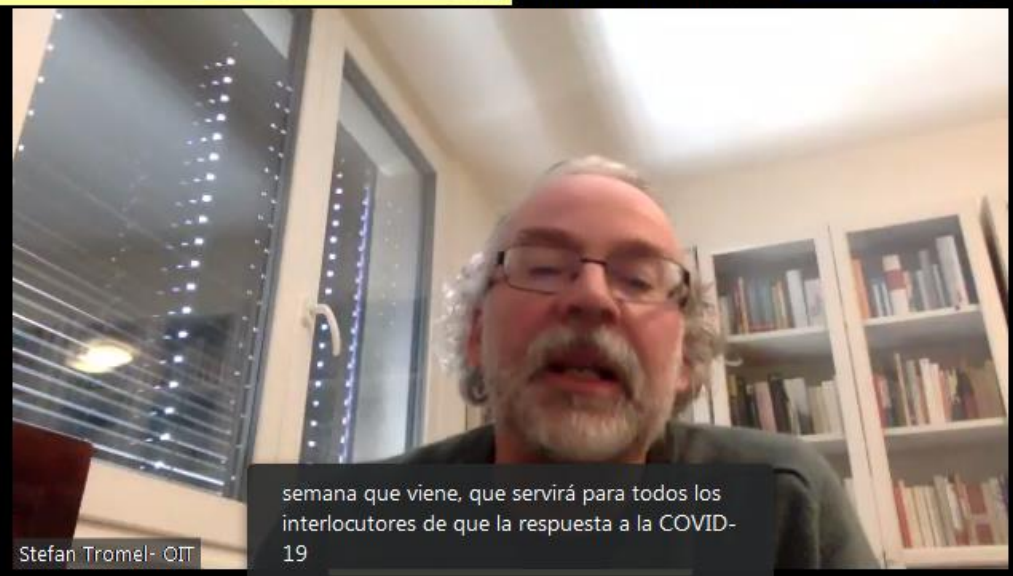 semana que viene, que servirá para todos los
interlocutores de que la respuesta a la COVID-
19
Stefan Tromel- OIT